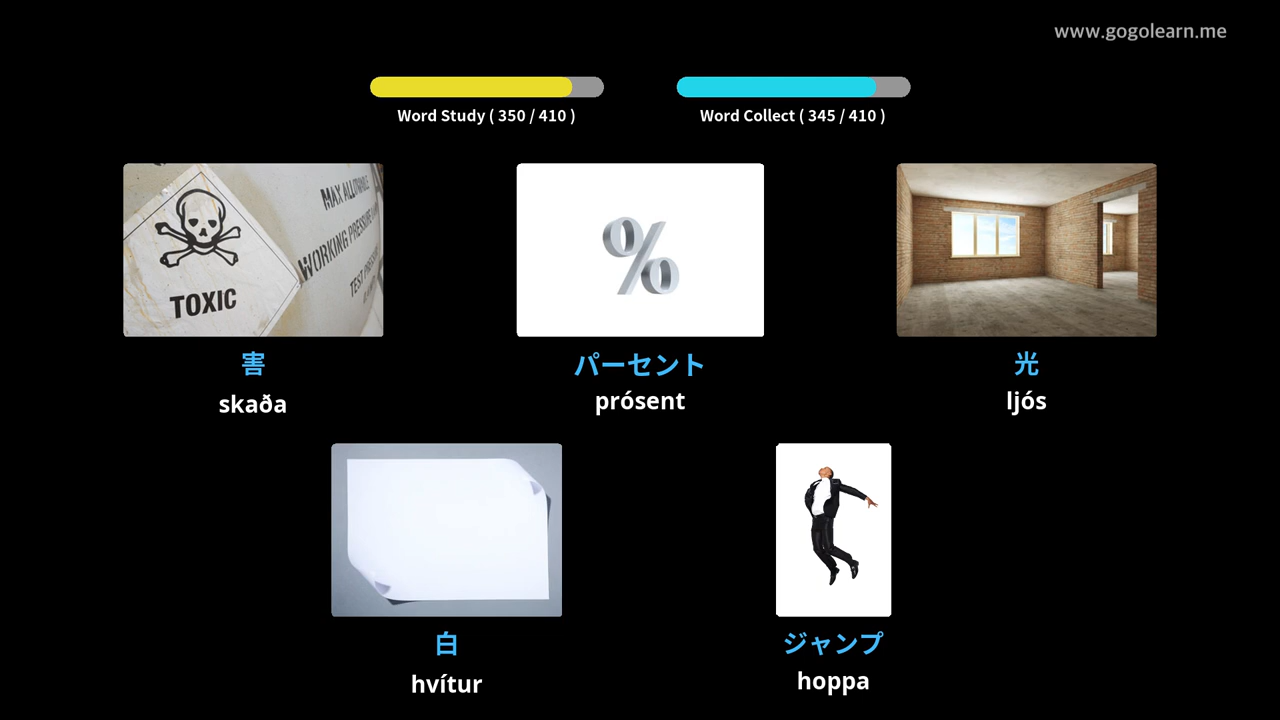 www.gogolearn.me
Word Study ( 350 / 410 )
Word Collect ( 345 / 410 )
MAX ALLOWABLE
WORKING PRESSURE
TEST
TOXIC
害
パーセント
光
skaða
prósent
ljós
%
白
ジャンプ
hvítur
hoppa